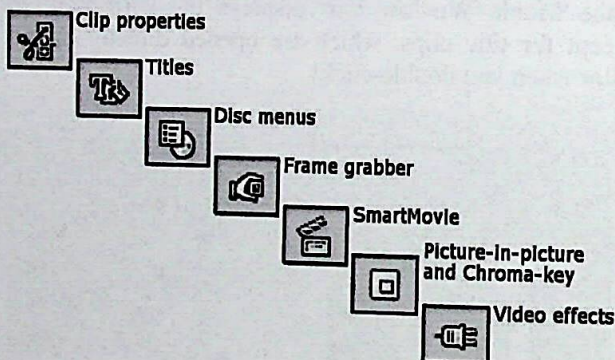 Clip properties
Titles
Disc menus
Frame grabber
SmartMovie
Picture-in-picture
and Chroma-key
Video effects